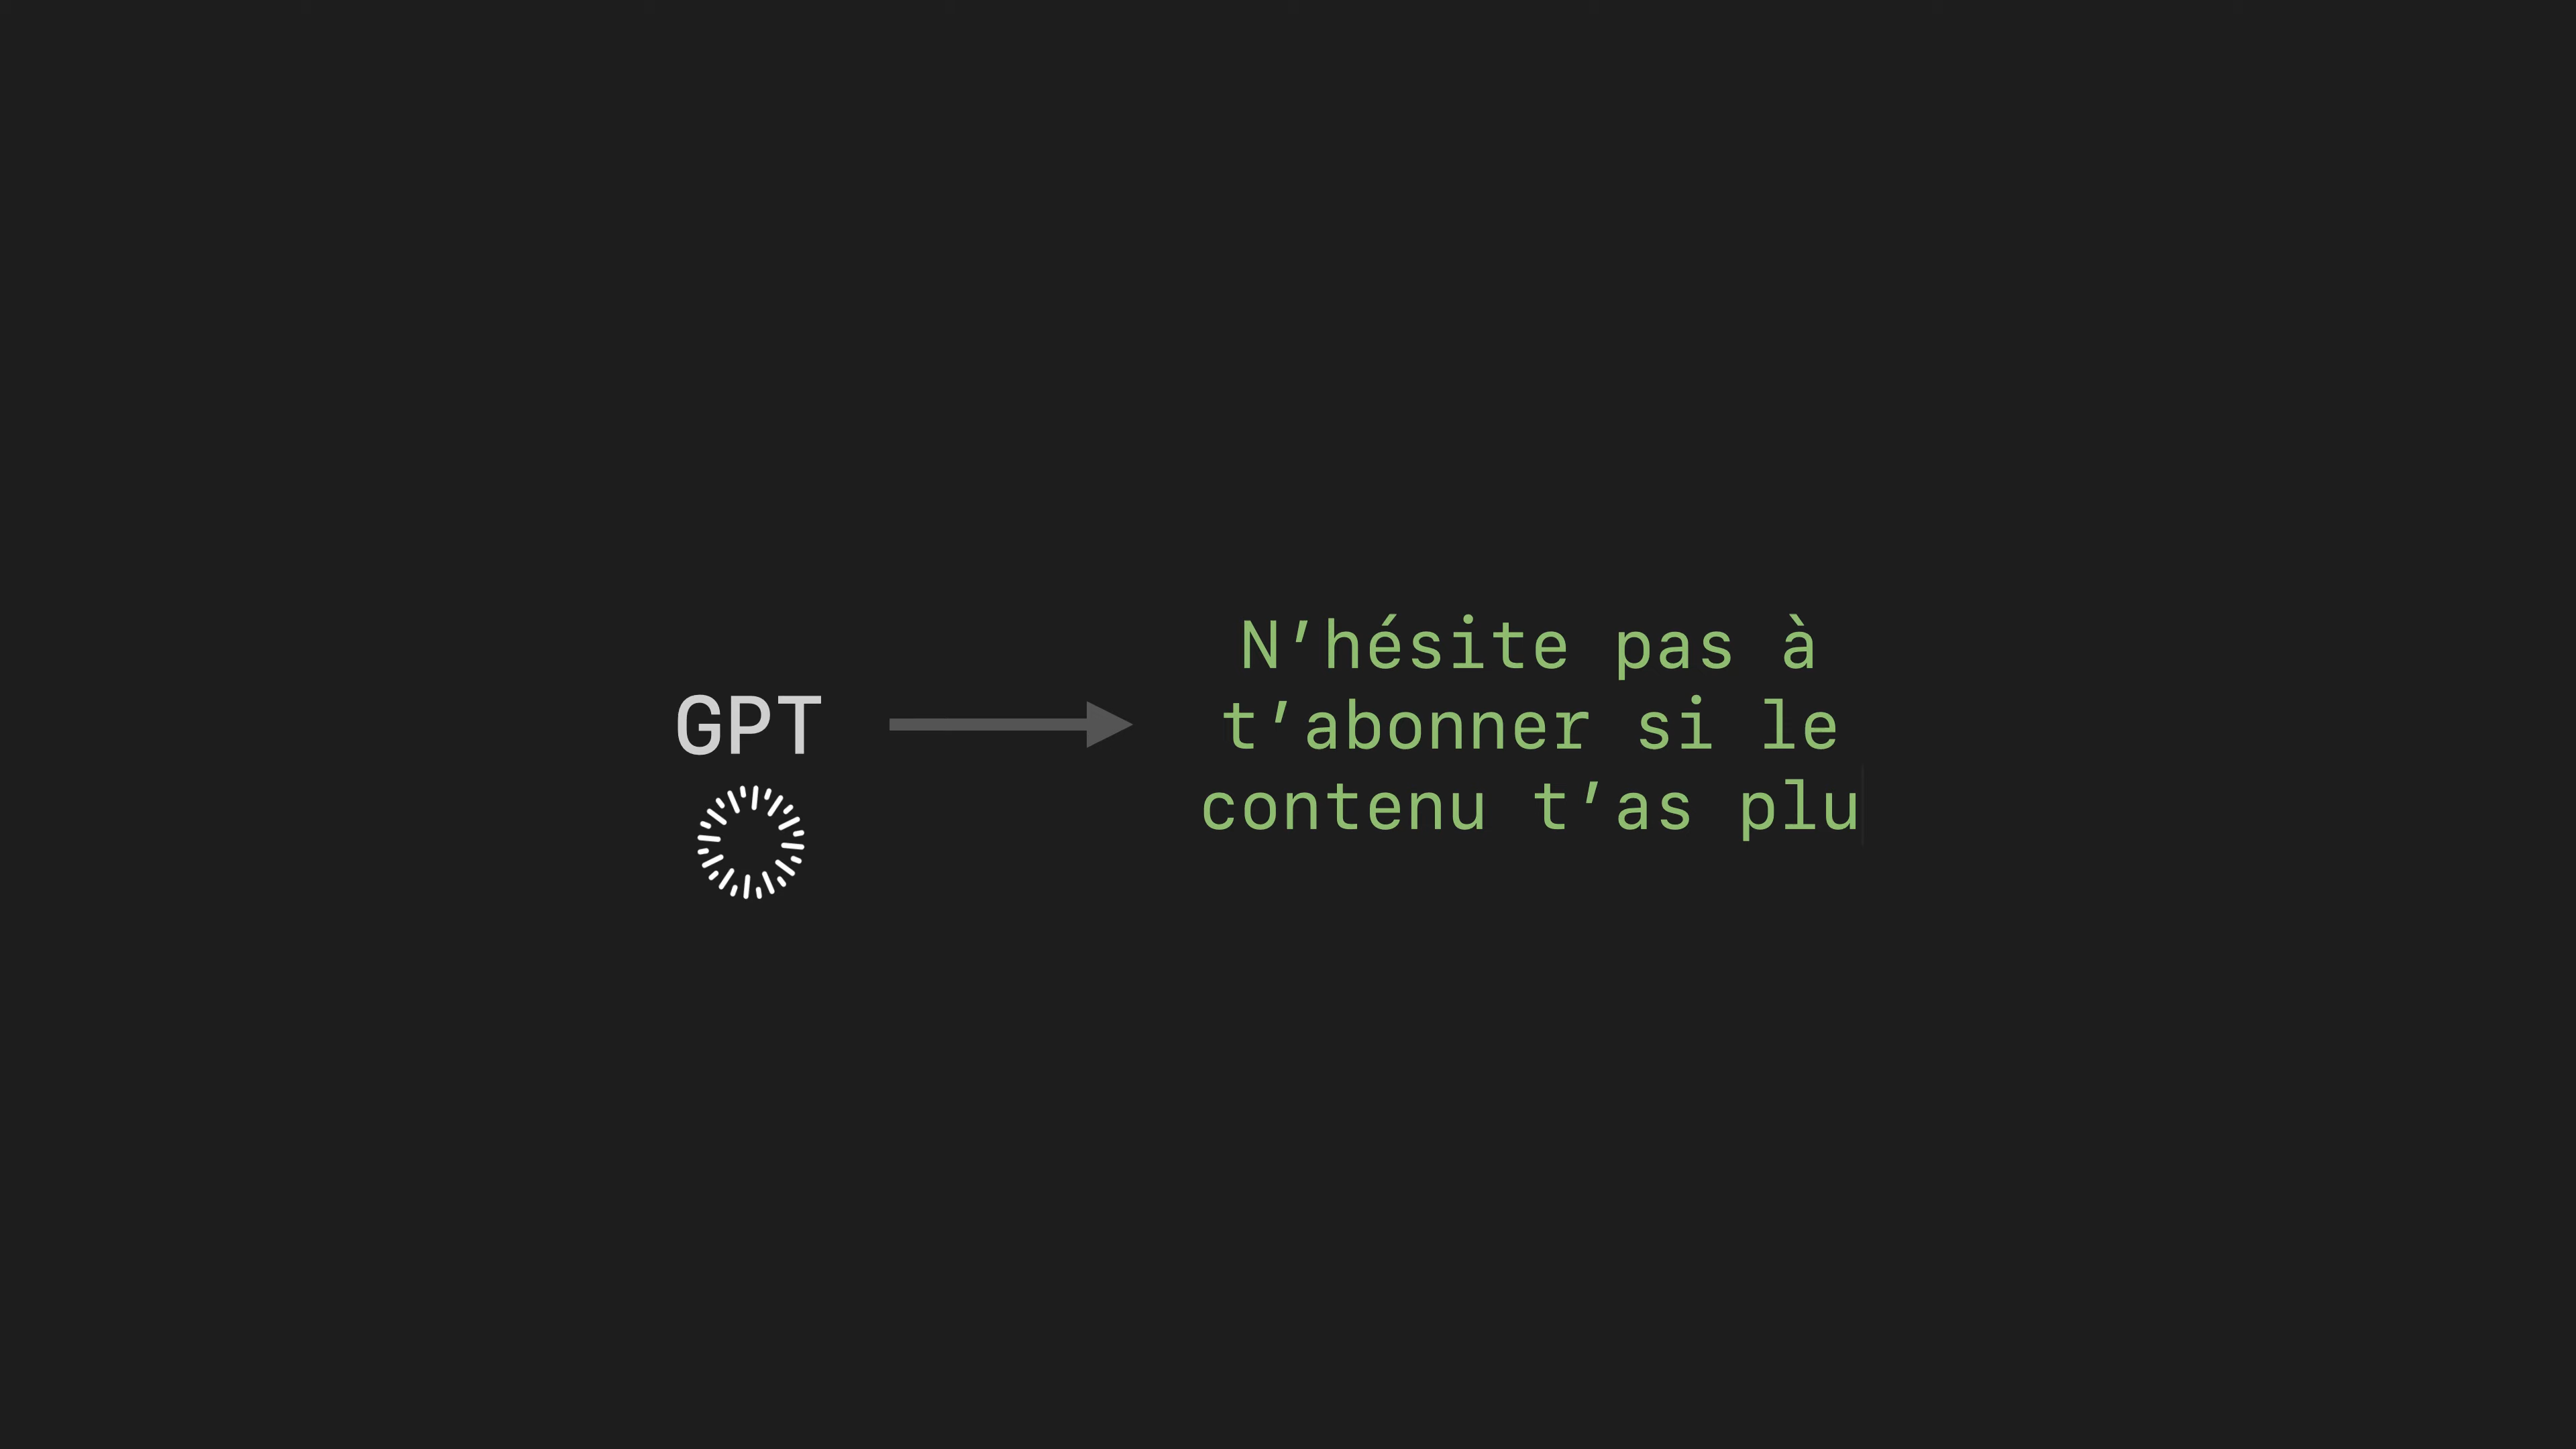 GPT
N’hésite pas à
t’abonner si le
contenu t’as plu